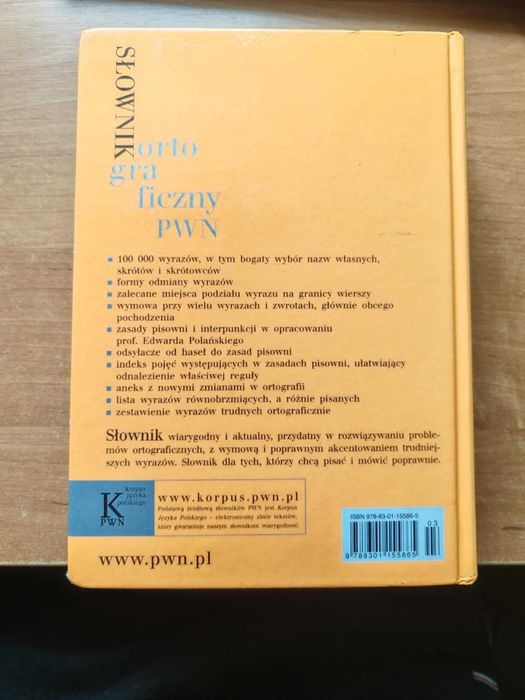 SŁOWNIK
orto
gra
ficzny
PWN
100 000 wyrazów, w tym bogaty wybór nazw własnych,
skrótów i skrótowców
formy odmiany wyrazów
zalecane miejsca podziału wyrazu na granicy wierszy
wymowa przy wielu wyrazach i zwrotach, głównie obcego
pochodzenia
zasady pisowni i interpunkcji w opracowaniu
prof. Edwarda Polańskiego
odsyłacze od haseł do zasad pisowni
indeks pojęć występujących w zasadach pisowni, ułatwiający
odnalezienie właściwej reguły
aneks z nowymi zmianami w ortografii
lista wyrazów równobrzmiących, a różnie pisanych
zestawienie wyrazów trudnych ortograficznie
Słownik wiarygodny i aktualny, przydatny w rozwiązywaniu proble-
mów ortograficznych, z wymową i poprawnym akcentowaniem trudniej-
szych wyrazów. Słownik dla tych, którzy chcą pisać i mówić poprawnie.
korpus
języka
polskiego
K
PWN
www.korpus.pwn.pl
Podstawą źródłową słowników PWN jest Korpus
Języka Polskiego – elektroniczny zbiór tekstów,
który gwarantuje naszym słownikom wiarygodność.
www.pwn.pl
ISBN 978-83-01-15586-5
03
9 788301 155865